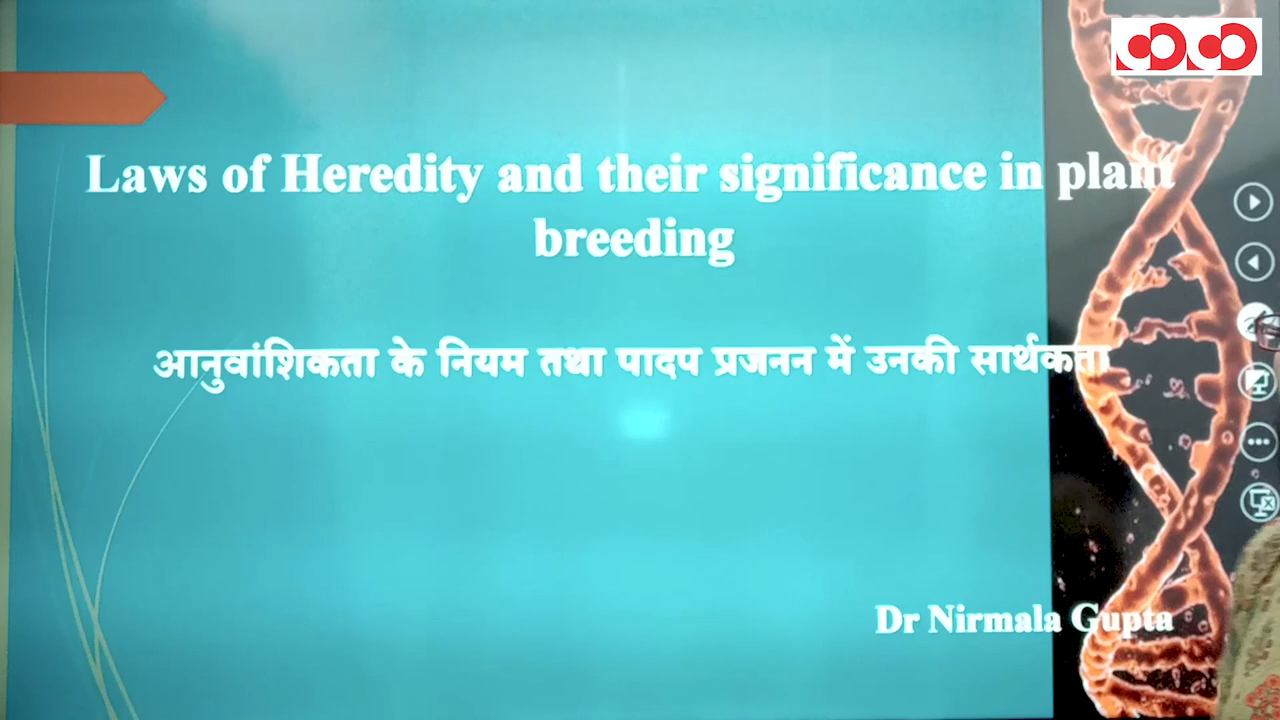 Laws of Heredity and their significance in plant
breeding
आनुवांशिकता के नियम तथा पादप प्रजनन में उनकी सार्थकता
Dr Nirmala Gupta